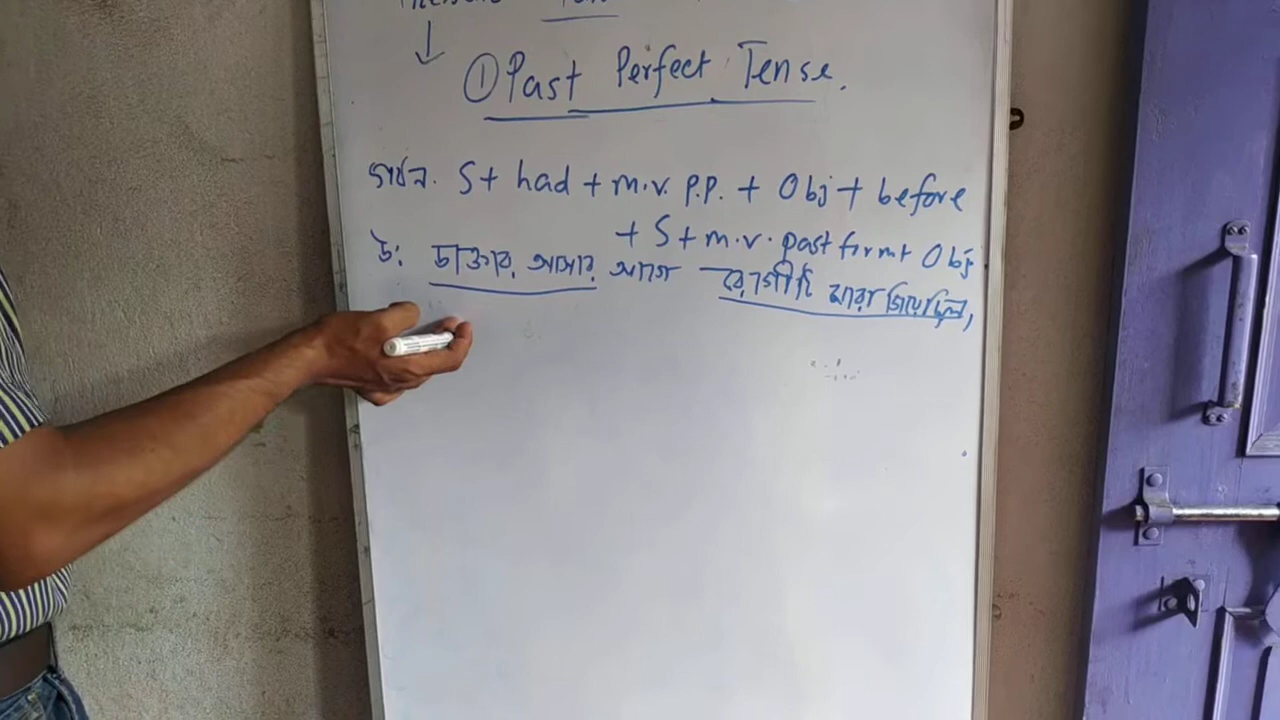 ① Past Perfect Tense.
গঠন. S + had + m.v. p.p. + Obj + before
+ S + m.v. past form + Obj
উ: ডাক্তার আসার আগে রোগীটি মারা গিয়েছিল,